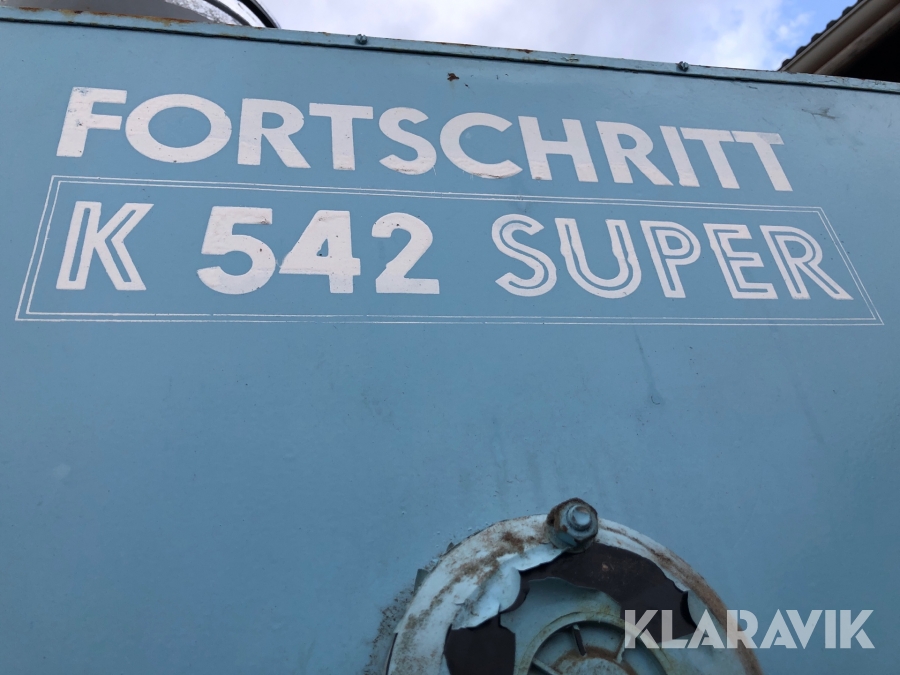 FORTSCHRITT
K 542 SUPER
KLARAVIK